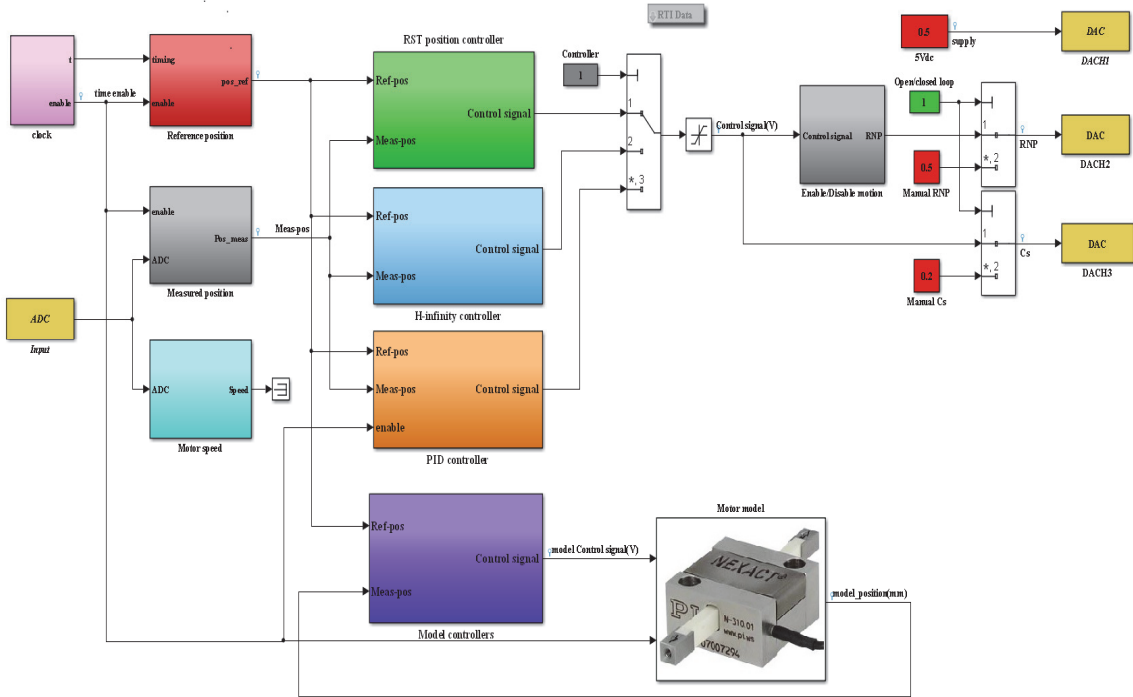 RTI Data
clock
t
enable
time enable
timing
enable
pos_ref
Reference position
enable
ADC
Pos_meas
Measured position
Meas-pos
ADC
Input
ADC
Speed
Motor speed
RST position controller
Ref-pos
Meas-pos
Control signal
Ref-pos
Meas-pos
Control signal
H-infinity controller
Ref-pos
Meas-pos
enable
Control signal
PID controller
Ref-pos
Meas-pos
Control signal
Model controllers
Controller
1
1
2
*, 3
Control signal(V)
Control signal
RNP
Enable/Disable motion
0.5
5Vdc
supply
DAC
DACH1
Open/closed loop
1
0.5
Manual RNP
1
*, 2
RNP
DAC
DACH2
0.2
Manual Cs
1
*, 2
Cs
DAC
DACH3
model Control signal(V)
Motor model
NEXACT®
PI
N-310.01
www.pi.ws
07007294
model_position(mm)